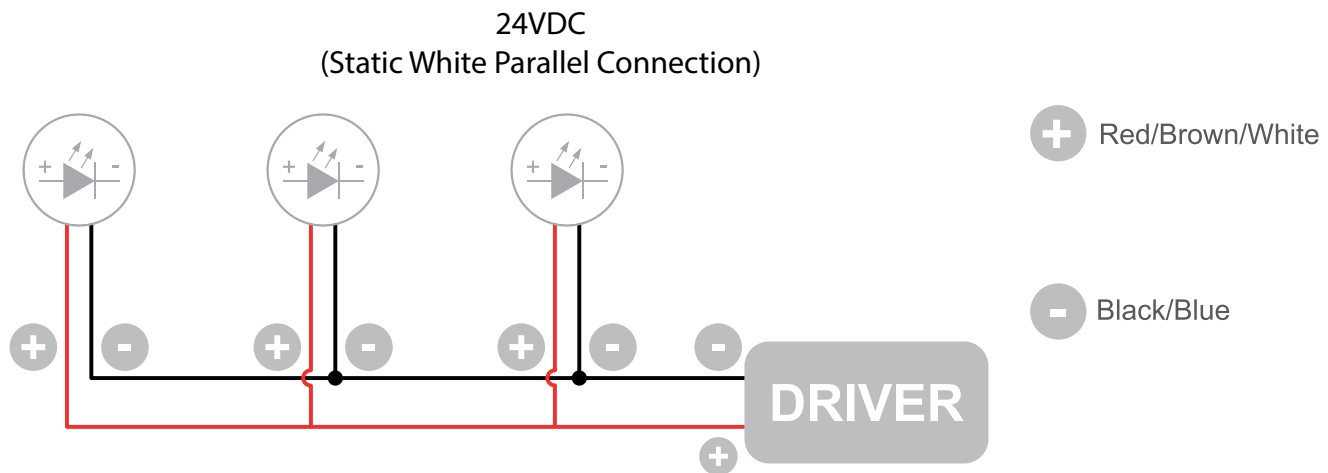 24VDC
(Static White Parallel Connection)
+ - + - + -
+ Red/Brown/White
- Black/Blue
+ - + - + - -
DRIVER
+